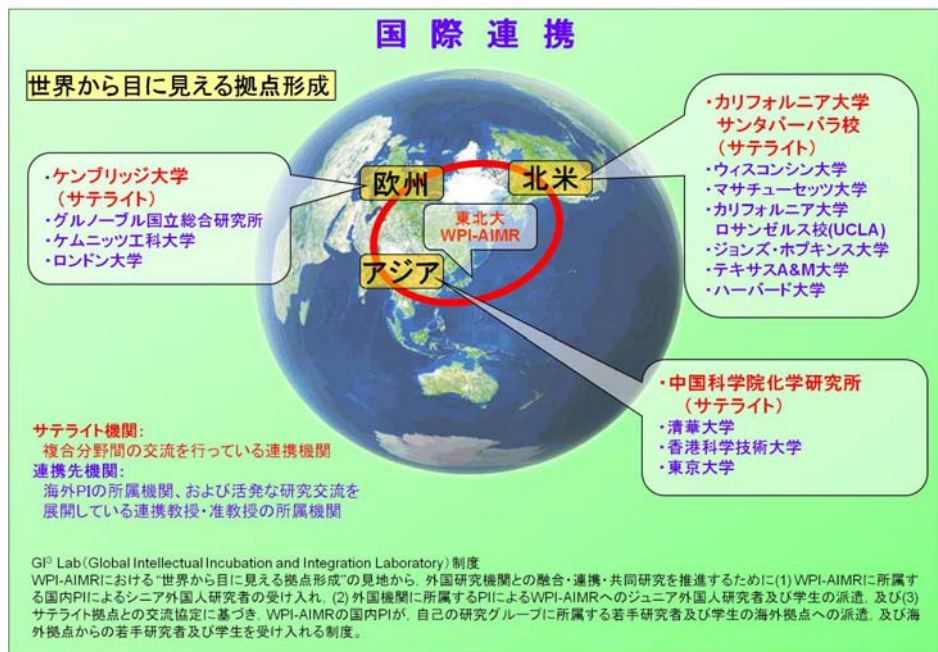 国際連携
世界から目に見える拠点形成
・ケンブリッジ大学
（サテライト）
・グルノーブル国立総合研究所
・ケムニッツ工科大学
・ロンドン大学
欧州
北米
東北大
WPI-AIMR
アジア
・カリフォルニア大学
サンタバーバラ校
（サテライト）
・ウィスコンシン大学
・マサチューセッツ大学
・カリフォルニア大学
ロサンゼルス校(UCLA)
・ジョンズ・ホプキンス大学
・テキサスA&M大学
・ハーバード大学
・中国科学院化学研究所
（サテライト）
・清華大学
・香港科学技術大学
・東京大学
サテライト機関：
複合分野間の交流を行っている連携機関
連携先機関：
海外PIの所属機関、および活発な研究交流を
展開している連携教授・准教授の所属機関
GI³ Lab（Global Intellectual Incubation and Integration Laboratory）制度
WPI-AIMRにおける“世界から目に見える拠点形成”の見地から，外国研究機関との融合・連携・共同研究を推進するために(1) WPI-AIMRに所属す
る国内PIによるシニア外国人研究者の受け入れ，(2) 外国機関に所属するPIによるWPI-AIMRへのジュニア外国人研究者及び学生の派遣，及び(3)
サテライト拠点との交流協定に基づき，WPI-AIMRの国内PIが，自己の研究グループに所属する若手研究者及び学生の海外拠点への派遣，及び海
外拠点からの若手研究者及び学生を受け入れる制度。